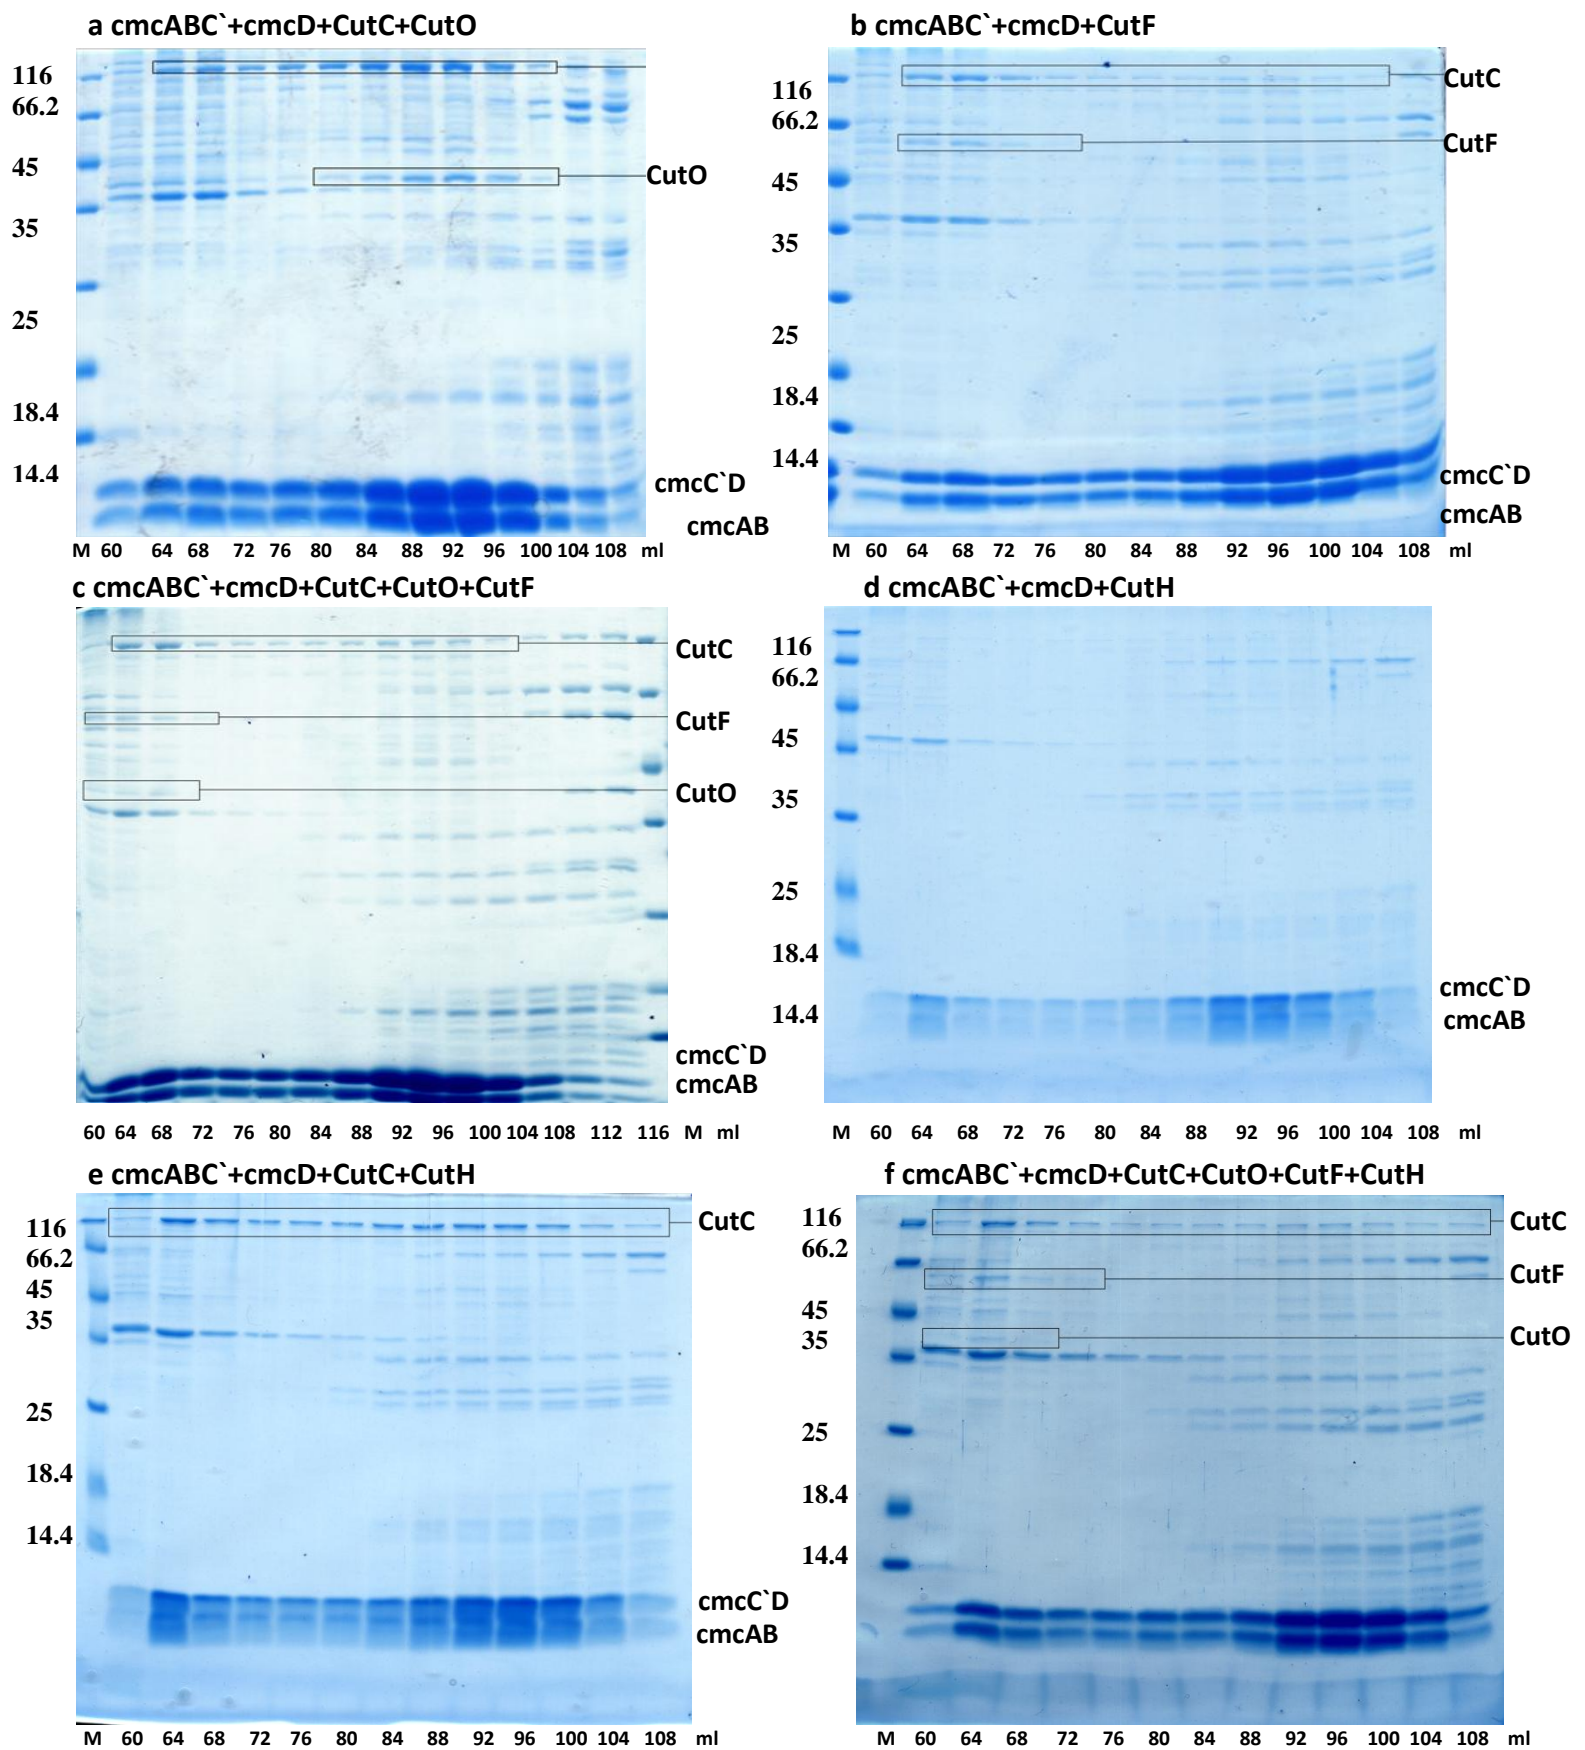 a cmcABC`+cmcD+CutC+CutO
116
66.2
45
35
25
18.4
14.4
CutO
cmcC`D
cmcAB
M 60 64 68 72 76 80 84 88 92 96 100 104 108 ml
b cmcABC`+cmcD+CutF
116
66.2
45
35
25
18.4
14.4
CutC
CutF
cmcC`D
cmcAB
M 60 64 68 72 76 80 84 88 92 96 100 104 108 ml
c cmcABC`+cmcD+CutC+CutO+CutF
CutC
CutF
CutO
cmcC`D
cmcAB
60 64 68 72 76 80 84 88 92 96 100 104 108 112 116 M ml
d cmcABC`+cmcD+CutH
116
66.2
45
35
25
18.4
14.4
cmcC`D
cmcAB
M 60 64 68 72 76 80 84 88 92 96 100 104 108 ml
e cmcABC`+cmcD+CutC+CutH
116
66.2
45
35
25
18.4
14.4
CutC
cmcC`D
cmcAB
M 60 64 68 72 76 80 84 88 92 96 100 104 108
f cmcABC`+cmcD+CutC+CutO+CutF+CutH
116
66.2
45
35
25
18.4
14.4
CutC
CutF
CutO
M 60 64 68 72 76 80 84 88 92 96 100 104 108 ml